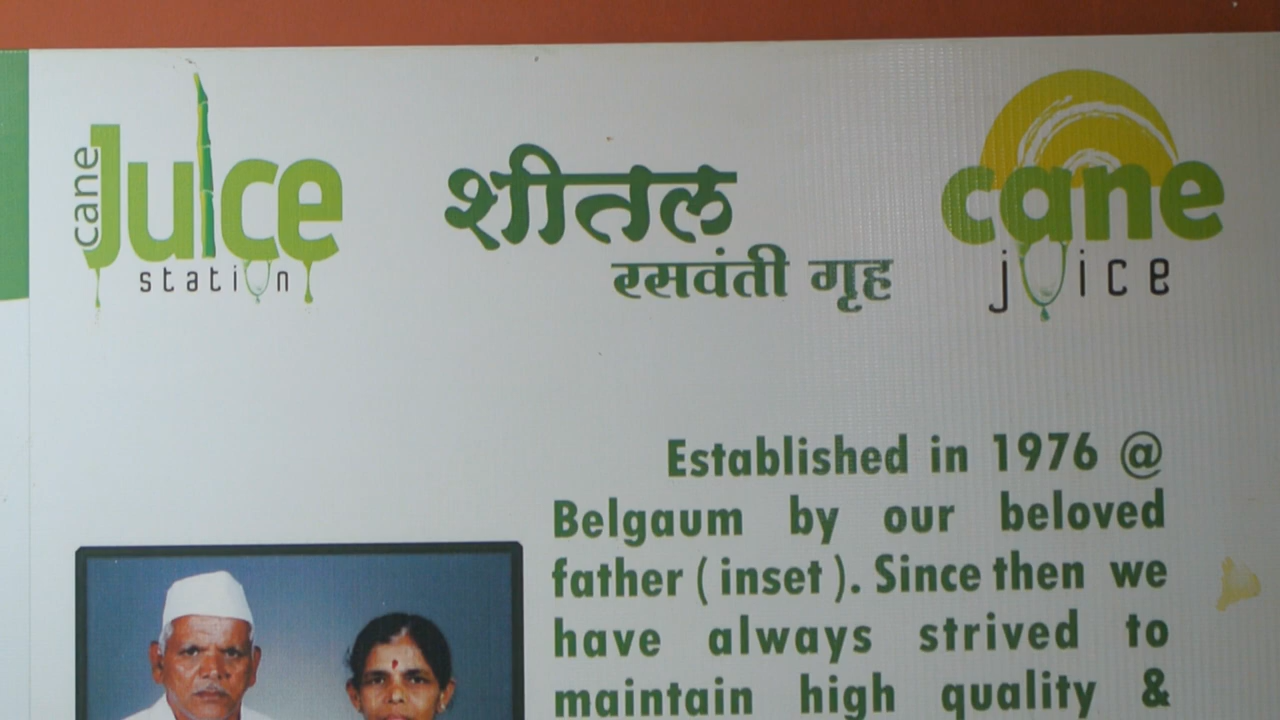 cane Juice
station
शीतल
रसवंती गृह
cane
juice
Established in 1976 @
Belgaum by our beloved
father ( inset ). Since then we
have always strived to
maintain high quality &